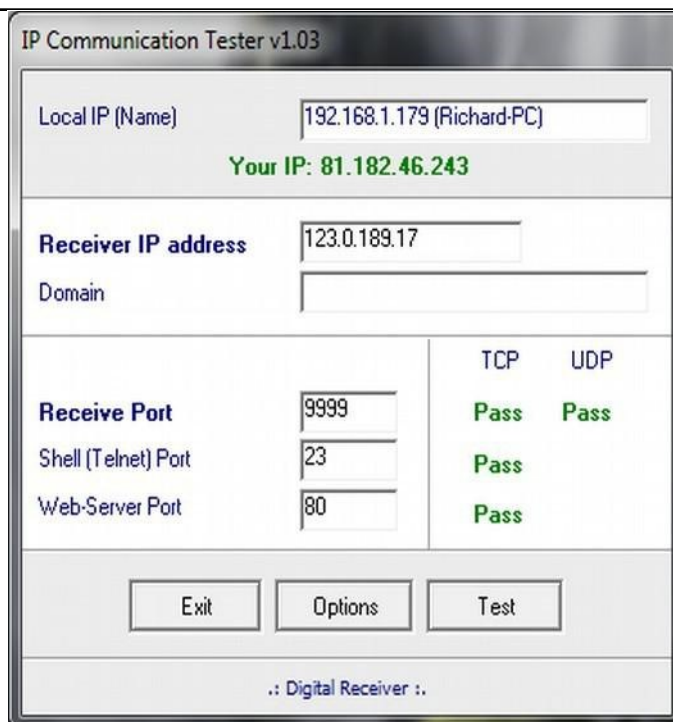 IP Communication Tester v1.03
Local IP (Name) 192.168.1.179 (Richard-PC)
Your IP: 81.182.46.243
Receiver IP address 123.0.189.17
Domain
TCP UDP
Receive Port 9999 Pass Pass
Shell (Telnet) Port 23 Pass
Web-Server Port 80 Pass
Exit Options Test
.: Digital Receiver :.